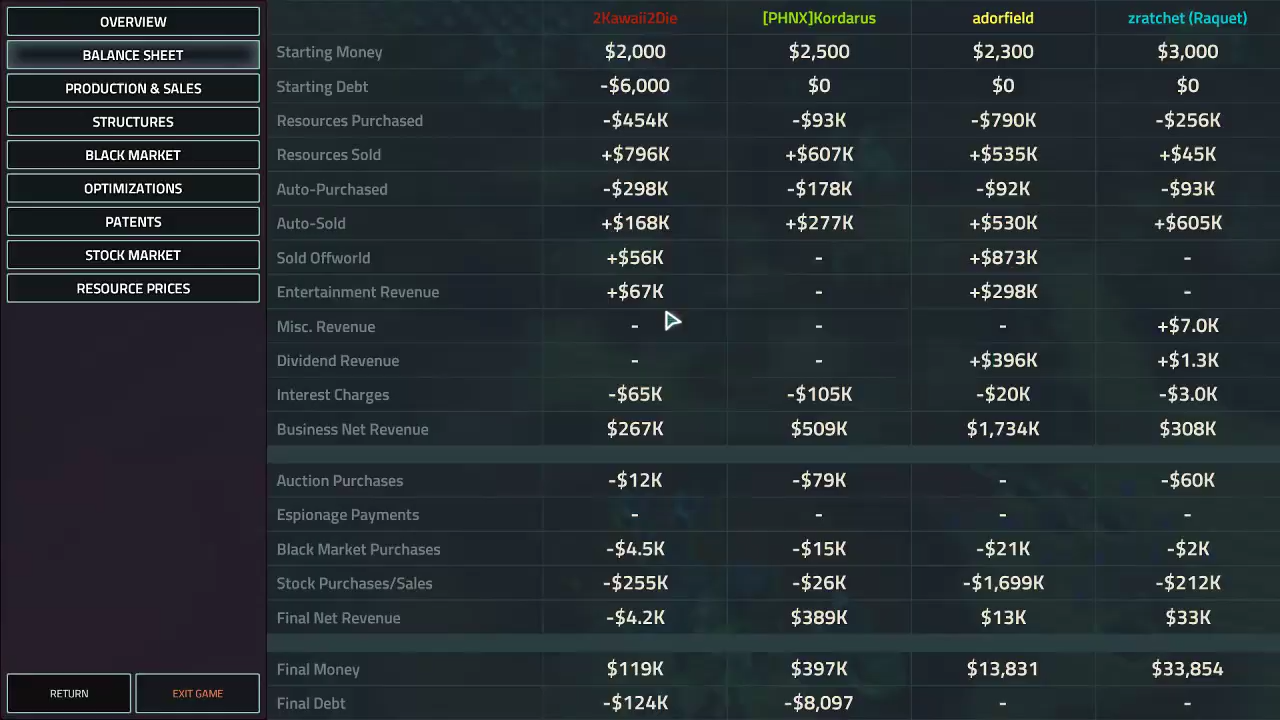 OVERVIEW
BALANCE SHEET
PRODUCTION & SALES
STRUCTURES
BLACK MARKET
OPTIMIZATIONS
PATENTS
STOCK MARKET
RESOURCE PRICES
RETURN
EXIT GAME
2Kawaii2Die [PHNX]Kordarus adorfield zratchet (Raquet)
Starting Money $2,000 $2,500 $2,300 $3,000
Starting Debt -$6,000 $0 $0 $0
Resources Purchased -$454K -$93K -$790K -$256K
Resources Sold +$796K +$607K +$535K +$45K
Auto-Purchased -$298K -$178K -$92K -$93K
Auto-Sold +$168K +$277K +$530K +$605K
Sold Offworld +$56K - +$873K -
Entertainment Revenue +$67K - +$298K -
Misc. Revenue - - - +$7.0K
Dividend Revenue - - +$396K +$1.3K
Interest Charges -$65K -$105K -$20K -$3.0K
Business Net Revenue $267K $509K $1,734K $308K
Auction Purchases -$12K -$79K - -$60K
Espionage Payments - - - -
Black Market Purchases -$4.5K -$15K -$21K -$2K
Stock Purchases/Sales -$255K -$26K -$1,699K -$212K
Final Net Revenue -$4.2K $389K $13K $33K
Final Money $119K $397K $13,831 $33,854
Final Debt -$124K -$8,097 - -